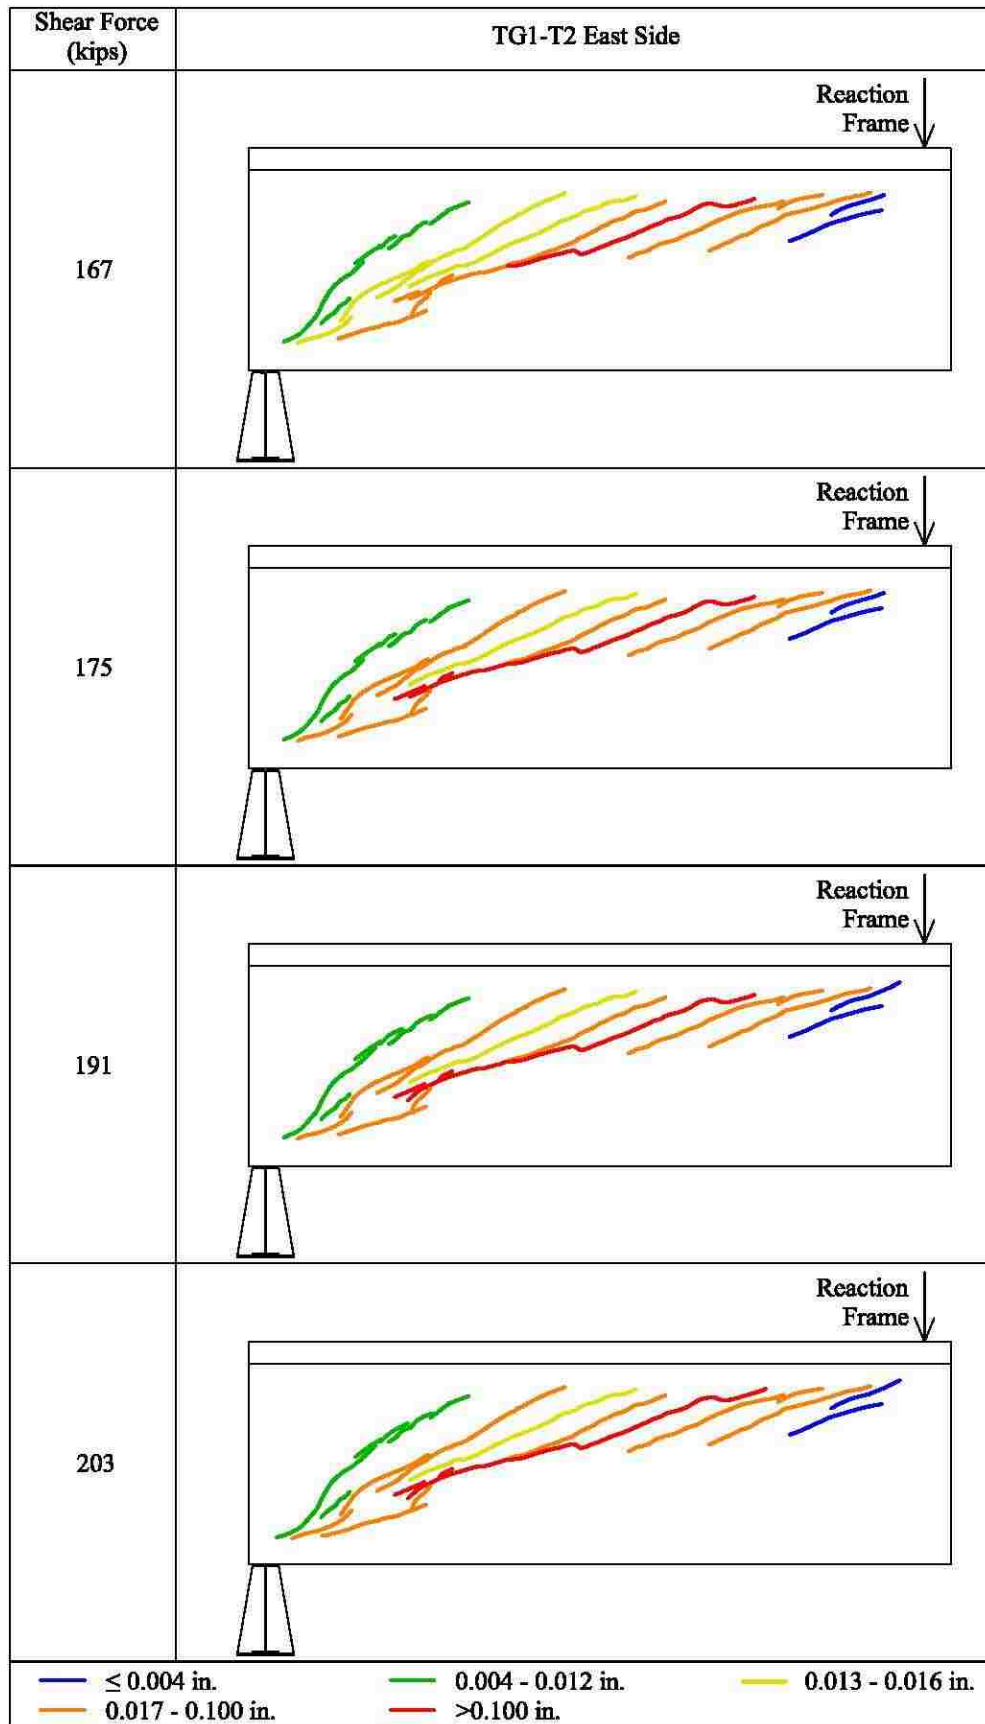 Shear Force
(kips)
TG1-T2 East Side
167
Reaction
Frame
175
Reaction
Frame
191
Reaction
Frame
203
Reaction
Frame
≤ 0.004 in.
0.004 - 0.012 in.
0.013 - 0.016 in.
0.017 - 0.100 in.
>0.100 in.